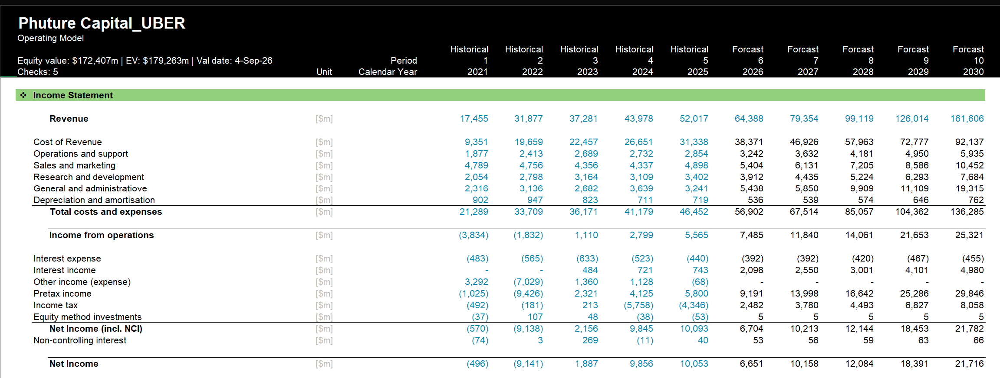 Phuture Capital_UBER
Operating Model
Historical Historical Historical Historical Historical Forcast Forcast Forcast Forcast Forcast
Equity value: $172,407m | EV: $179,263m | Val date: 4-Sep-26 Period 1 2 3 4 5 6 7 8 9 10
Checks: 5 Unit Calendar Year 2021 2022 2023 2024 2025 2026 2027 2028 2029 2030
❖ Income Statement
Revenue [$m] 17,455 31,877 37,281 43,978 52,017 64,388 79,354 99,119 126,014 161,606
Cost of Revenue [$m] 9,351 19,659 22,457 26,651 31,338 38,371 46,926 57,963 72,777 92,137
Operations and support [$m] 1,877 2,413 2,689 2,732 2,854 3,242 3,632 4,181 4,950 5,935
Sales and marketing [$m] 4,789 4,756 4,356 4,337 4,898 5,404 6,131 7,205 8,586 10,452
Research and development [$m] 2,054 2,798 3,164 3,109 3,402 3,912 4,435 5,224 6,293 7,684
General and administratiove [$m] 2,316 3,136 2,682 3,639 3,241 5,438 5,850 9,909 11,109 19,315
Depreciation and amortisation [$m] 902 947 823 711 719 536 539 574 646 762
Total costs and expenses [$m] 21,289 33,709 36,171 41,179 46,452 56,902 67,514 85,057 104,362 136,285
Income from operations [$m] (3,834) (1,832) 1,110 2,799 5,565 7,485 11,840 14,061 21,653 25,321
Interest expense [$m] (483) (565) (633) (523) (440) (392) (392) (420) (467) (455)
Interest income [$m] - - 484 721 743 2,098 2,550 3,001 4,101 4,980
Other income (expense) [$m] 3,292 (7,029) 1,360 1,128 (68) - - - - -
Pretax income [$m] (1,025) (9,426) 2,321 4,125 5,800 9,191 13,998 16,642 25,286 29,846
Income tax [$m] (492) (181) 213 (5,758) (4,346) 2,482 3,780 4,493 6,827 8,058
Equity method investments [$m] (37) 107 48 (38) (53) 5 5 5 5 5
Net Income (incl. NCI) [$m] (570) (9,138) 2,156 9,845 10,093 6,704 10,213 12,144 18,453 21,782
Non-controlling interest [$m] (74) 3 269 (11) 40 53 56 59 63 66
Net Income [$m] (496) (9,141) 1,887 9,856 10,053 6,651 10,158 12,084 18,391 21,716